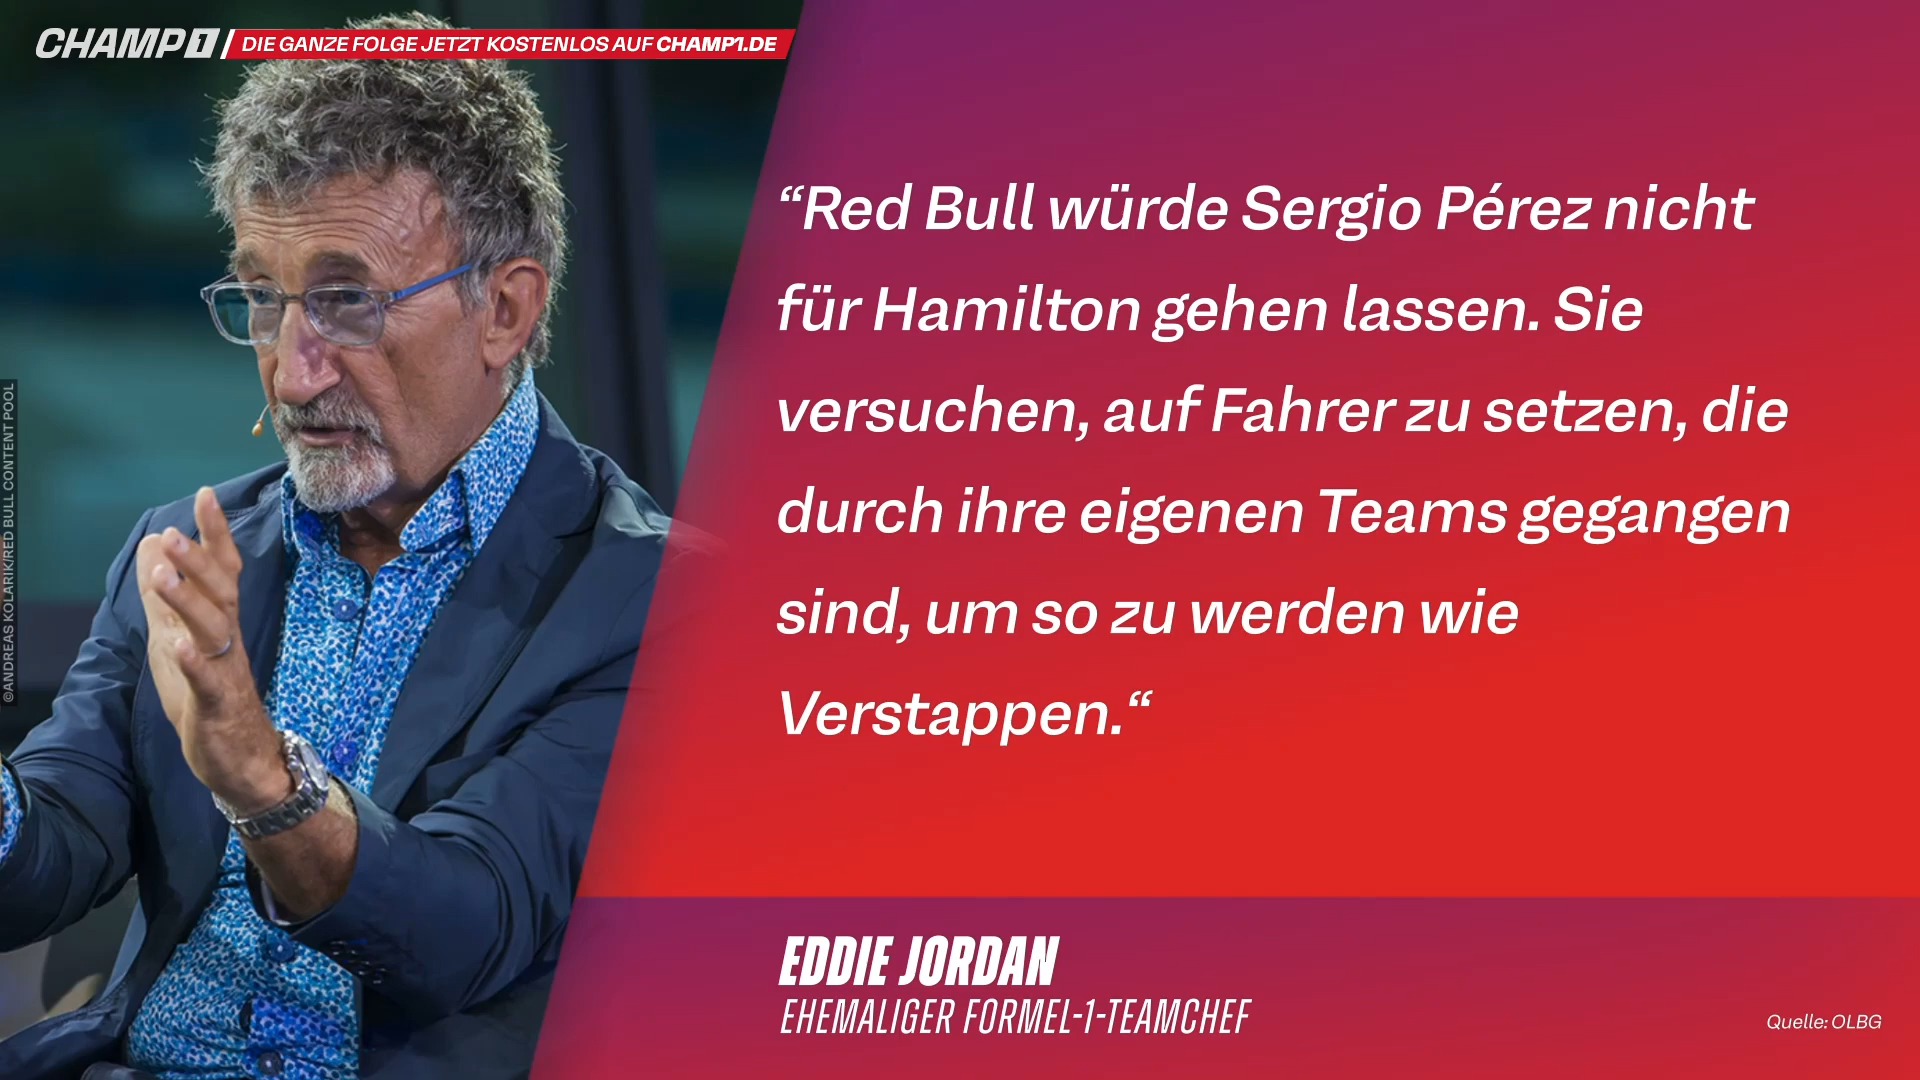 CHAMP1 DIE GANZE FOLGE JETZT KOSTENLOS AUF CHAMP1.DE
“Red Bull würde Sergio Pérez nicht
für Hamilton gehen lassen. Sie
versuchen, auf Fahrer zu setzen, die
durch ihre eigenen Teams gegangen
sind, um so zu werden wie
Verstappen.“
EDDIE JORDAN
EHEMALIGER FORMEL-1-TEAMCHEF
Quelle: OLBG
©ANDREAS KOLARIK/RED BULL CONTENT POOL